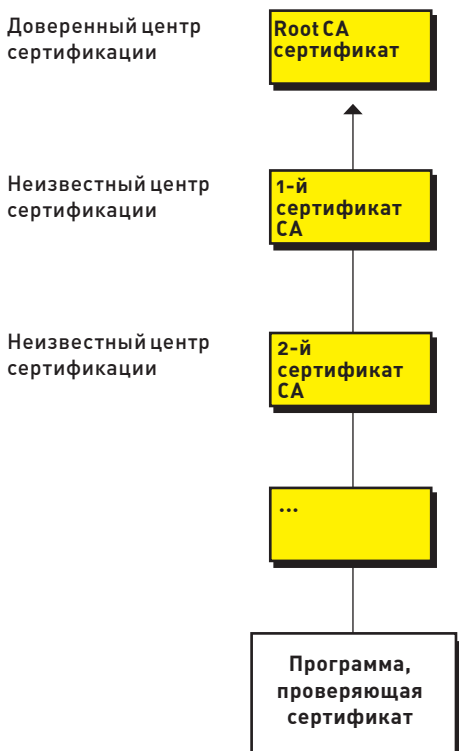 Доверенный центр
сертификации
Root CA
сертификат
Неизвестный центр
сертификации
1-й
сертификат
CA
Неизвестный центр
сертификации
2-й
сертификат
CA
...
Программа,
проверяющая
сертификат